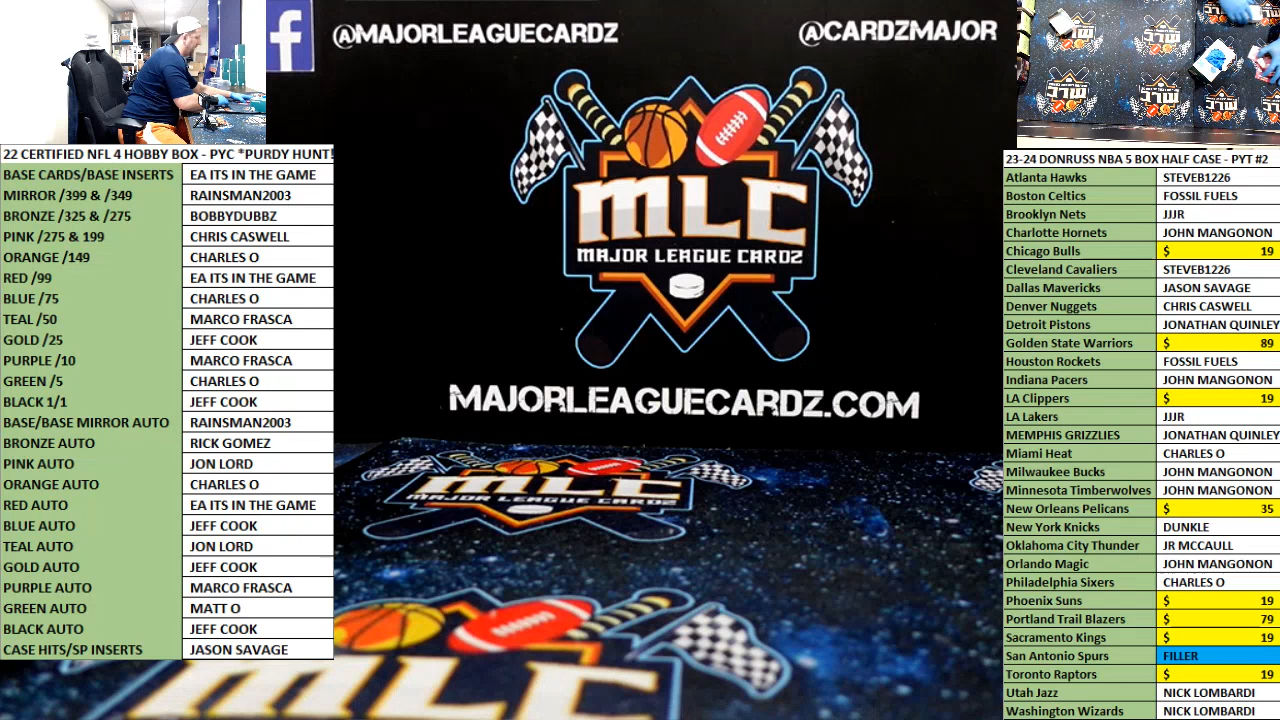 @MAJORLEAGUECARDZ
@CARDZMAJOR
MLC
MAJOR LEAGUE CARDZ
MAJORLEAGUECARDZ.COM
MLC
MAJOR LEAGUE CARDZ
MLC
22 CERTIFIED NFL 4 HOBBY BOX - PYC *PURDY HUNT!
BASE CARDS/BASE INSERTS EA ITS IN THE GAME
MIRROR /399 & /349 RAINSMAN2003
BRONZE /325 & /275 BOBBYDUBBZ
PINK /275 & 199 CHRIS CASWELL
ORANGE /149 CHARLES O
RED /99 EA ITS IN THE GAME
BLUE /75 CHARLES O
TEAL /50 MARCO FRASCA
GOLD /25 JEFF COOK
PURPLE /10 MARCO FRASCA
GREEN /5 CHARLES O
BLACK 1/1 JEFF COOK
BASE/BASE MIRROR AUTO RAINSMAN2003
BRONZE AUTO RICK GOMEZ
PINK AUTO JON LORD
ORANGE AUTO CHARLES O
RED AUTO EA ITS IN THE GAME
BLUE AUTO JEFF COOK
TEAL AUTO JON LORD
GOLD AUTO JEFF COOK
PURPLE AUTO MARCO FRASCA
GREEN AUTO MATT O
BLACK AUTO JEFF COOK
CASE HITS/SP INSERTS JASON SAVAGE
23-24 DONRUSS NBA 5 BOX HALF CASE - PYT #2
Atlanta Hawks STEVEB1226
Boston Celtics FOSSIL FUELS
Brooklyn Nets JJJR
Charlotte Hornets JOHN MANGONON
Chicago Bulls $ 19
Cleveland Cavaliers STEVEB1226
Dallas Mavericks JASON SAVAGE
Denver Nuggets CHRIS CASWELL
Detroit Pistons JONATHAN QUINLEY
Golden State Warriors $ 89
Houston Rockets FOSSIL FUELS
Indiana Pacers JOHN MANGONON
LA Clippers $ 19
LA Lakers JJJR
MEMPHIS GRIZZLIES JONATHAN QUINLEY
Miami Heat CHARLES O
Milwaukee Bucks JOHN MANGONON
Minnesota Timberwolves JOHN MANGONON
New Orleans Pelicans $ 35
New York Knicks DUNKLE
Oklahoma City Thunder JR MCCAULL
Orlando Magic JOHN MANGONON
Philadelphia Sixers CHARLES O
Phoenix Suns $ 19
Portland Trail Blazers $ 79
Sacramento Kings $ 19
San Antonio Spurs FILLER
Toronto Raptors $ 19
Utah Jazz NICK LOMBARDI
Washington Wizards NICK LOMBARDI